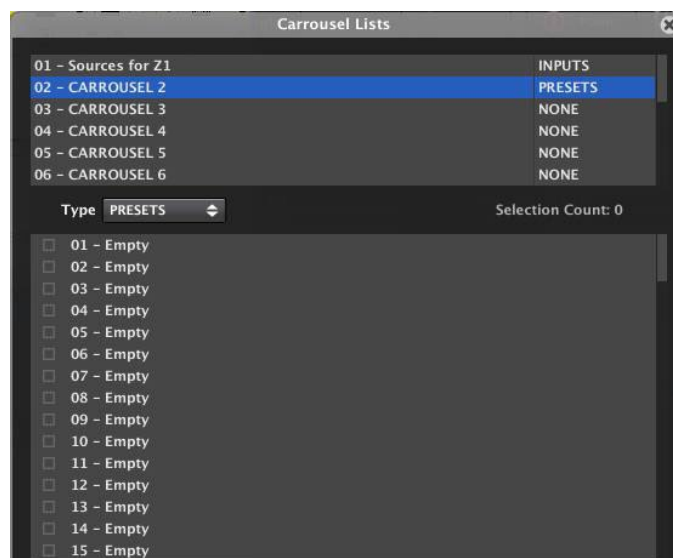 Carrousel Lists
01 – Sources for Z1 INPUTS
02 – CARROUSEL 2 PRESETS
03 – CARROUSEL 3 NONE
04 – CARROUSEL 4 NONE
05 – CARROUSEL 5 NONE
06 – CARROUSEL 6 NONE
Type PRESETS Selection Count: 0
01 – Empty
02 – Empty
03 – Empty
04 – Empty
05 – Empty
06 – Empty
07 – Empty
08 – Empty
09 – Empty
10 – Empty
11 – Empty
12 – Empty
13 – Empty
14 – Empty
15 – Empty